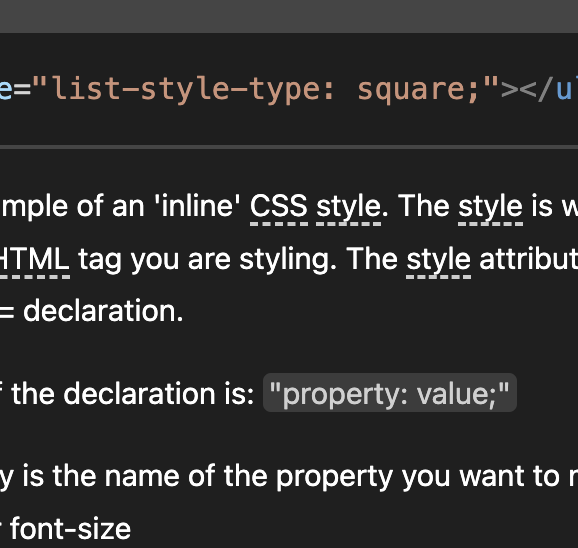 e="list-style-type: square;"></u
mple of an 'inline' CSS style. The style is w
HTML tag you are styling. The style attribut
= declaration.
f the declaration is: "property: value;"
y is the name of the property you want to
r font-size